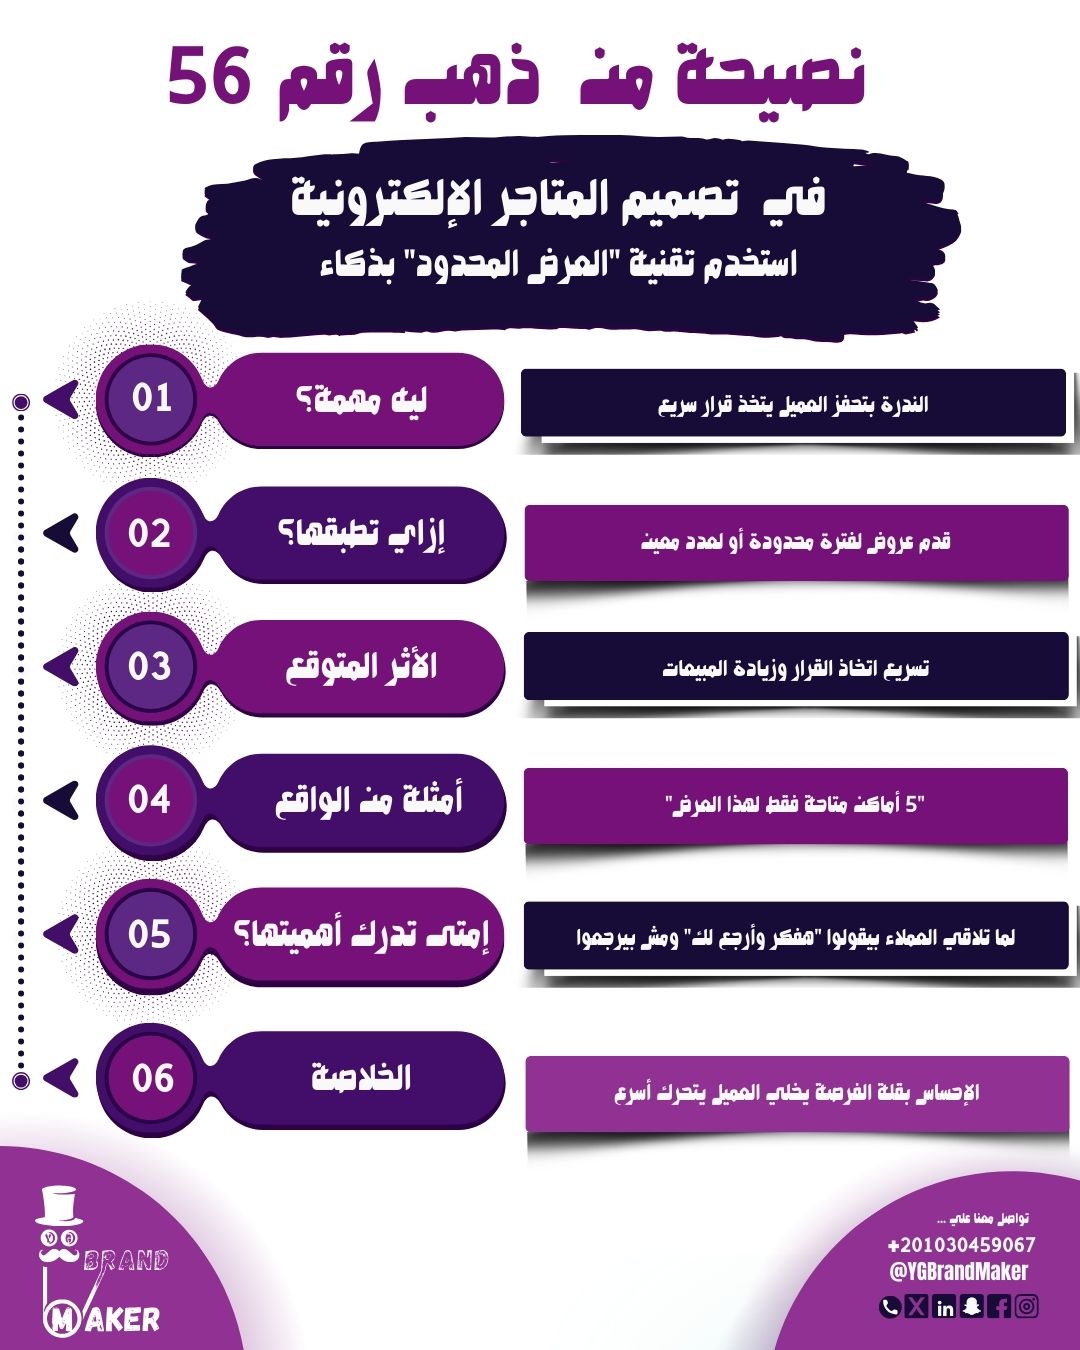 نصيحة من ذهب رقم 56
في تصميم المتاجر الإلكترونية
استخدم تقنية "العرض المحدود" بذكاء
01
ليه مهمة؟
الندرة بتحفز العميل يتخذ قرار سريع
02
إزاي تطبقها؟
قدم عروض لفترة محدودة أو لعدد معين
03
الأثر المتوقع
تسريع اتخاذ القرار وزيادة المبيعات
04
أمثلة من الواقع
"5 أماكن متاحة فقط لهذا العرض"
05
إمتى تدرك أهميتها؟
لما تلاقي العملاء بيقولوا "هفكر وأرجع لك" ومش بيرجعوا
06
الخلاصة
الإحساس بقلة الفرصة يخلي العميل يتحرك أسرع
BRAND
MAKER
تواصل معنا علي ...
+201030459067
@YGBrandMaker